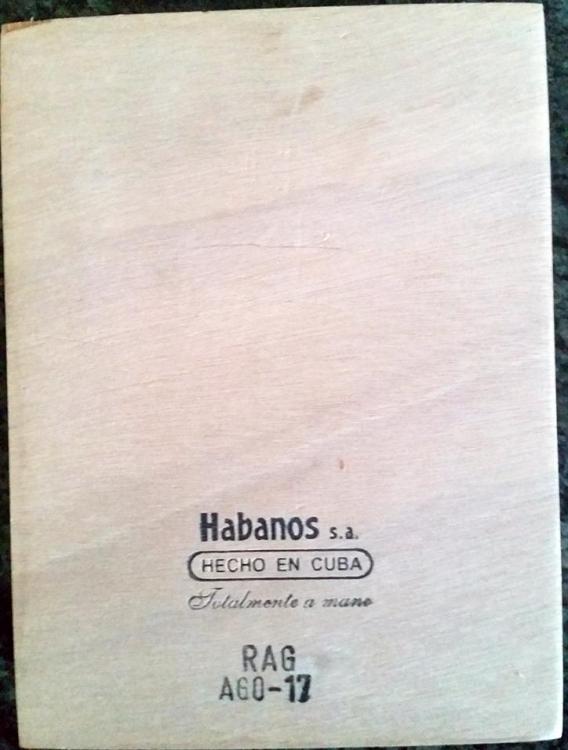 Habanos s.a.
HECHO EN CUBA
Totalmente a mano
RAG
AGO-17